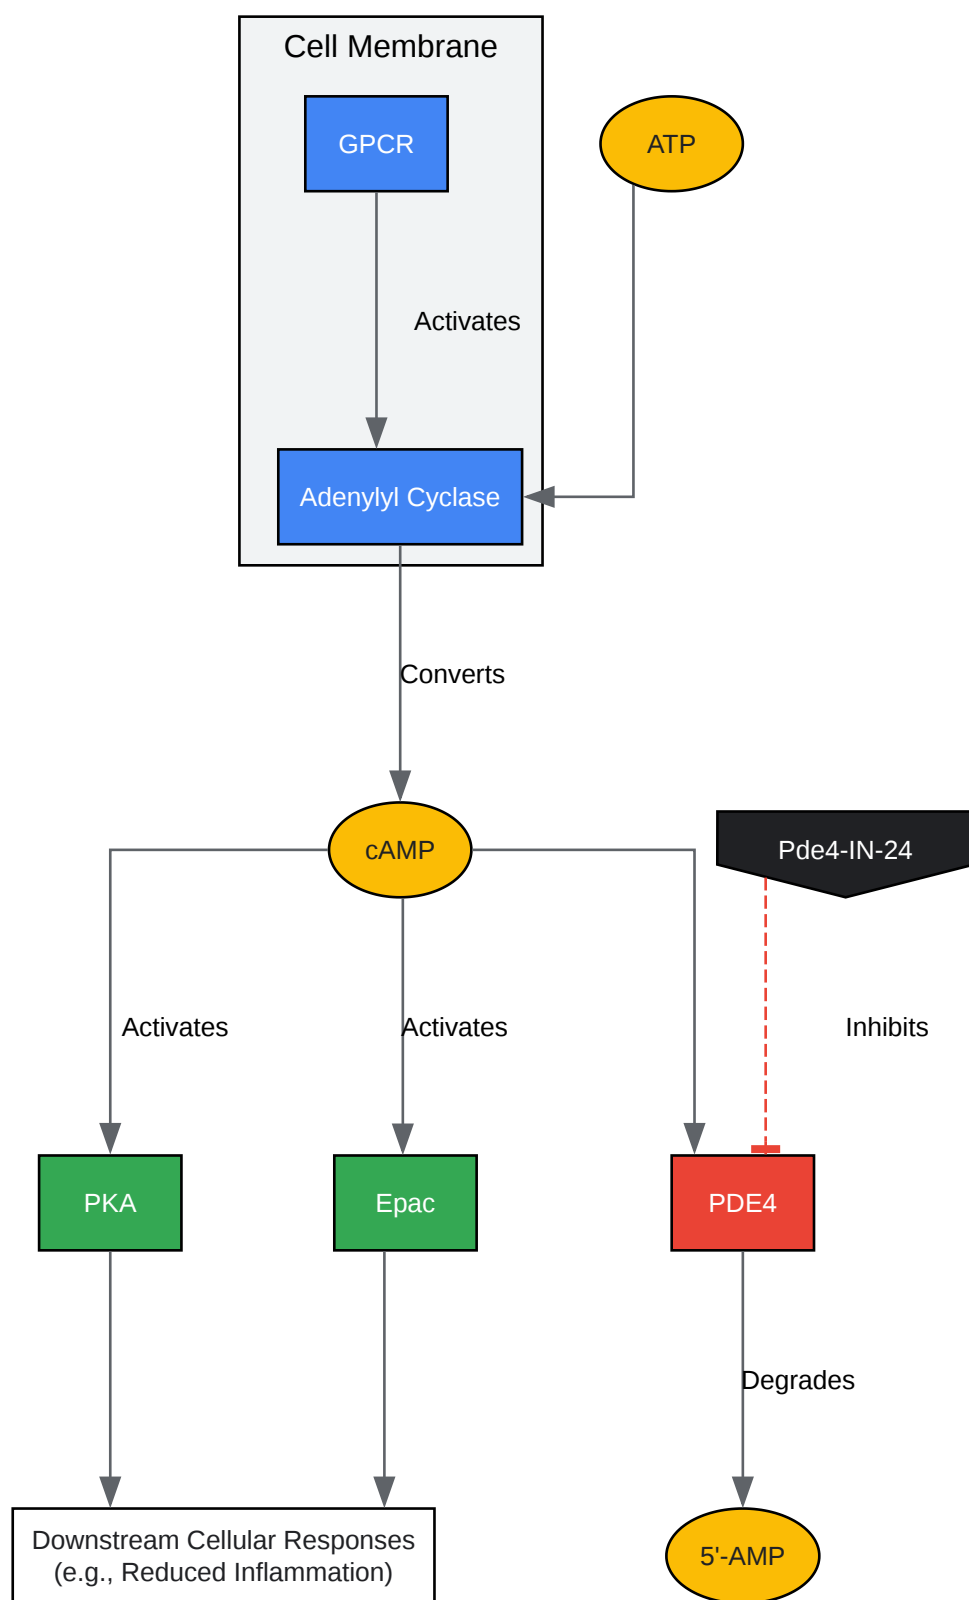 Cell Membrane
GPCR
ATP
Activates
Adenylyl Cyclase
Converts
cAMP
Pde4-IN-24
Activates
Activates
Inhibits
PKA
Epac
PDE4
Degrades
Downstream Cellular Responses
(e.g., Reduced Inflammation)
5'-AMP